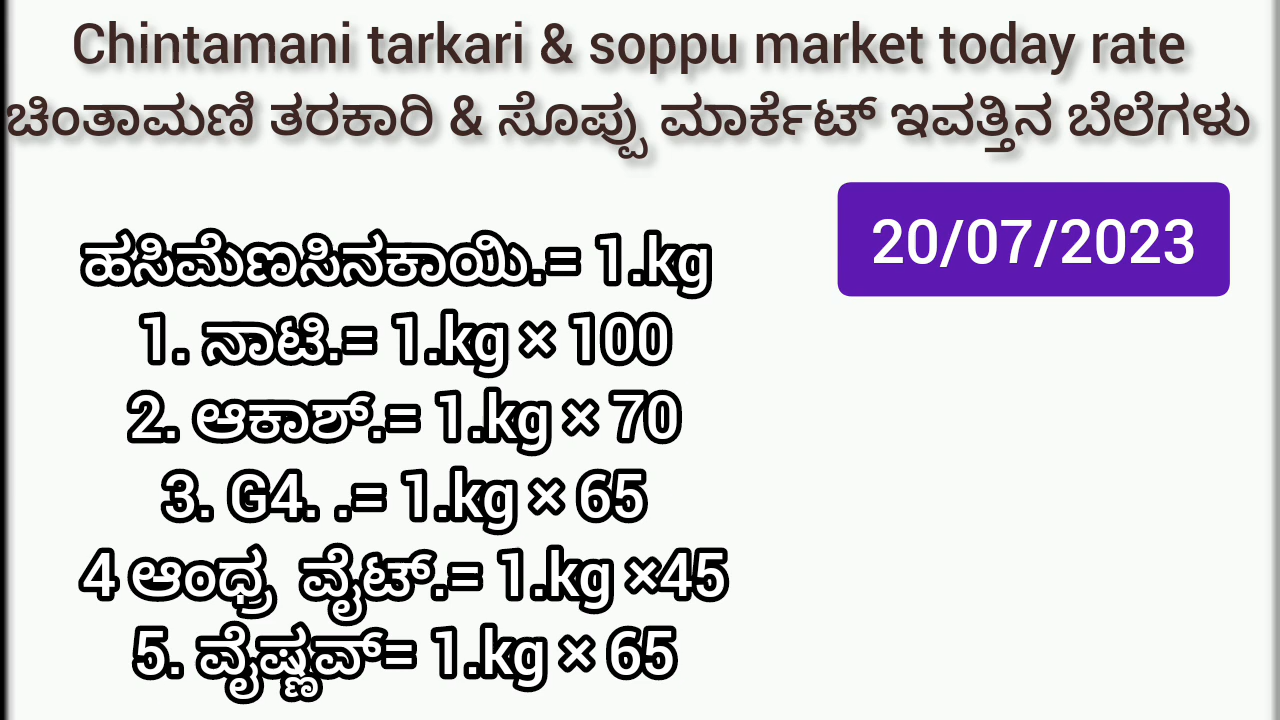 Chintamani tarkari & soppu market today rate
ಚಿಂತಾಮಣಿ ತರಕಾರಿ & ಸೊಪ್ಪು ಮಾರ್ಕೆಟ್ ಇವತ್ತಿನ ಬೆಲೆಗಳು
20/07/2023
ಹಸಿಮೆಣಸಿನಕಾಯಿ.= 1.kg
1. ನಾಟಿ.= 1.kg × 100
2. ಆಕಾಶ್.= 1.kg × 70
3. G4. .= 1.kg × 65
4 ಆಂಧ್ರ ವೈಟ್.= 1.kg ×45
5. ವೈಷ್ಣವ್= 1.kg × 65